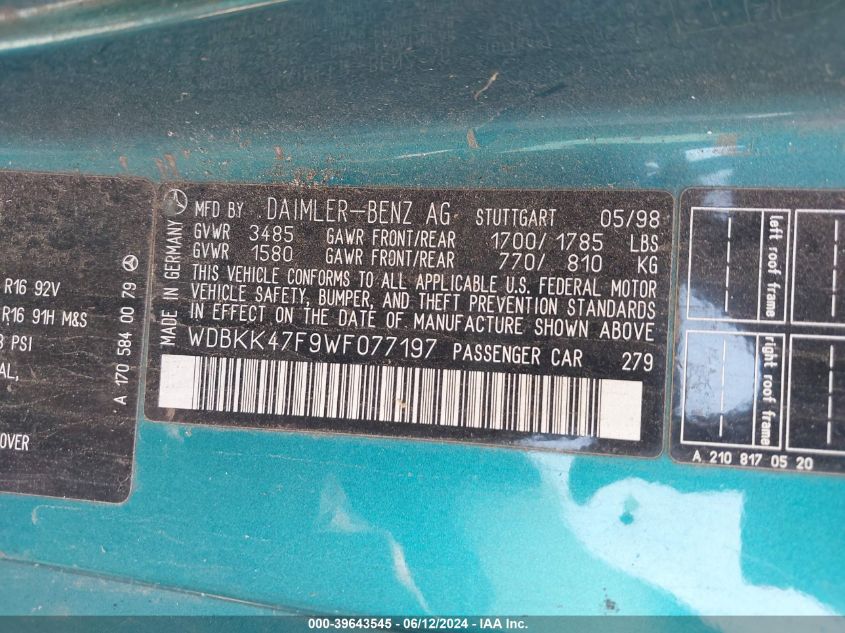 R16 92V
R16 91H M&S
PSI
AL,
OVER
A 170 584 00 79
MADE IN GERMANY
MFD BY DAIMLER-BENZ AG STUTTGART 05/98
GVWR 3485 GAWR FRONT/REAR 1700/ 1785 LBS
GVWR 1580 GAWR FRONT/REAR 770/ 810 KG
THIS VEHICLE CONFORMS TO ALL APPLICABLE U.S. FEDERAL MOTOR
VEHICLE SAFETY, BUMPER, AND THEFT PREVENTION STANDARDS
IN EFFECT ON THE DATE OF MANUFACTURE SHOWN ABOVE
WDBKK47F9WF077197 PASSENGER CAR 279
left roof frame
right roof frame
A 210 817 05 20
000-39643545 - 06/12/2024 - IAA Inc.